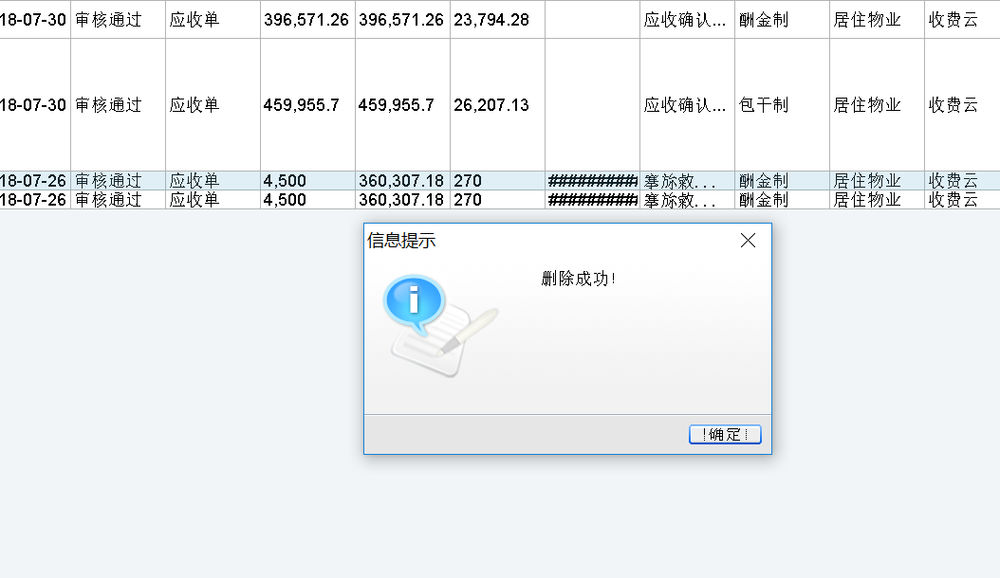 18-07-30 审核通过 应收单 396,571.26 396,571.26 23,794.28 应收确认... 酬金制 居住物业 收费云
18-07-30 审核通过 应收单 459,955.7 459,955.7 26,207.13 应收确认... 包干制 居住物业 收费云
18-07-26 审核通过 应收单 4,500 360,307.18 270 ######### ... 酬金制 居住物业 收费云
18-07-26 审核通过 应收单 4,500 360,307.18 270 ######### ... 酬金制 居住物业 收费云
信息提示
删除成功!
确定